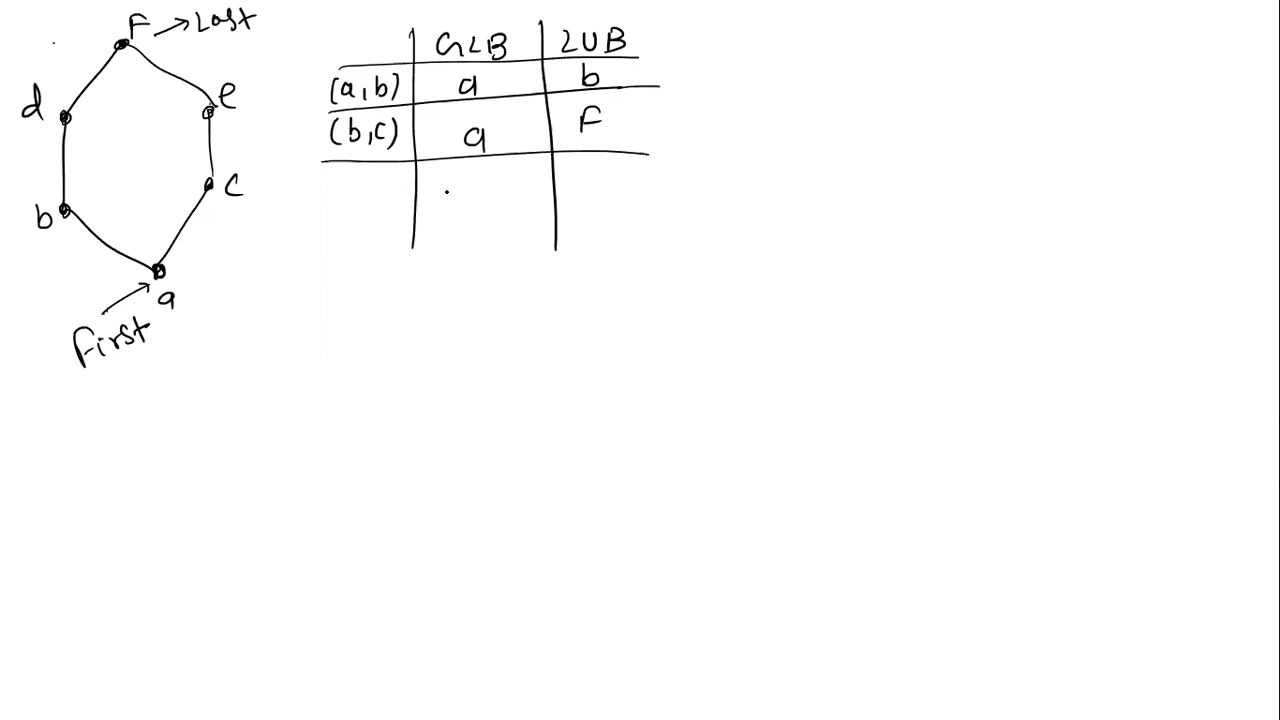 F → Last
d
e
c
b
a
First
GLB LUB
(a,b) a b
(b,c) a F